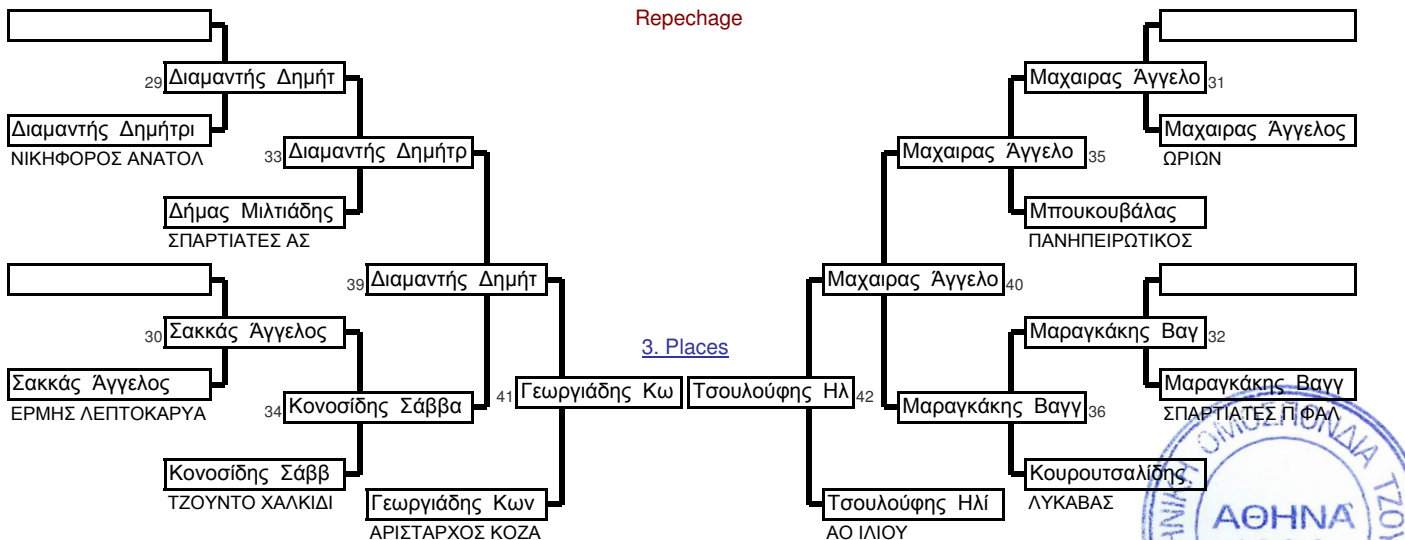 Repechage
29 Διαμαντής Δημήτ
Μαχαιρας Άγγελο 31
Διαμαντής Δημήτρι
ΝΙΚΗΦΟΡΟΣ ΑΝΑΤΟΛ
33 Διαμαντής Δημήτρ
Μαχαιρας Άγγελο 35
Μαχαιρας Άγγελος
ΩΡΙΩΝ
Δήμας Μιλτιάδης
ΣΠΑΡΤΙΑΤΕΣ ΑΣ
Μπουκουβάλας
ΠΑΝΗΠΕΙΡΩΤΙΚΟΣ
39 Διαμαντής Δημήτ
Μαχαιρας Άγγελο 40
30 Σακκάς Άγγελος
Μαραγκάκης Βαγ 32
3. Places
Σακκάς Άγγελος
ΕΡΜΗΣ ΛΕΠΤΟΚΑΡΥΑ
34 Κονοσίδης Σάββα
41 Γεωργιάδης Κω
Τσουλούφης Ηλ 42
Μαραγκάκης Βαγγ 36
Μαραγκάκης Βαγγ
ΣΠΑΡΤΙΑΤΕΣ Π ΦΑΛ
Κονοσίδης Σάββ
ΤΖΟΥΝΤΟ ΧΑΛΚΙΔΙ
Γεωργιάδης Κων
ΑΡΙΣΤΑΡΧΟΣ ΚΟΖΑ
Τσουλούφης Ηλί
ΑΟ ΙΛΙΟΥ
Κουρουτσαλίδης
ΛΥΚΑΒΑΣ
ΗΝΙΚΗ ΟΜΟΣΠΟΝΔΙΑ ΤΖΟΥ
ΑΘΗΝΑ